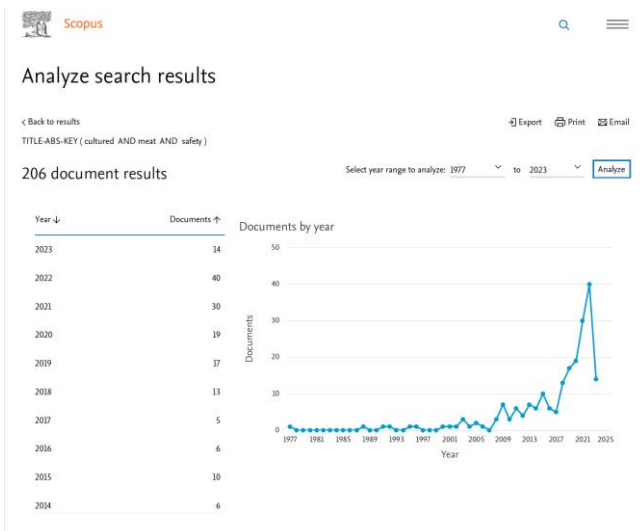 Scopus
Analyze search results
‹ Back to results
Export Print Email
TITLE-ABS-KEY ( cultured AND meat AND safety )
206 document results
Select year range to analyze: 1977 to 2023 Analyze
Year ↓ Documents ↑
2023 14
2022 40
2021 30
2020 19
2019 17
2018 13
2017 5
2016 6
2015 10
2014 6
Documents by year
50
40
30
20
10
0
Documents
1977 1981 1985 1989 1993 1997 2001 2005 2009 2013 2017 2021 2025
Year